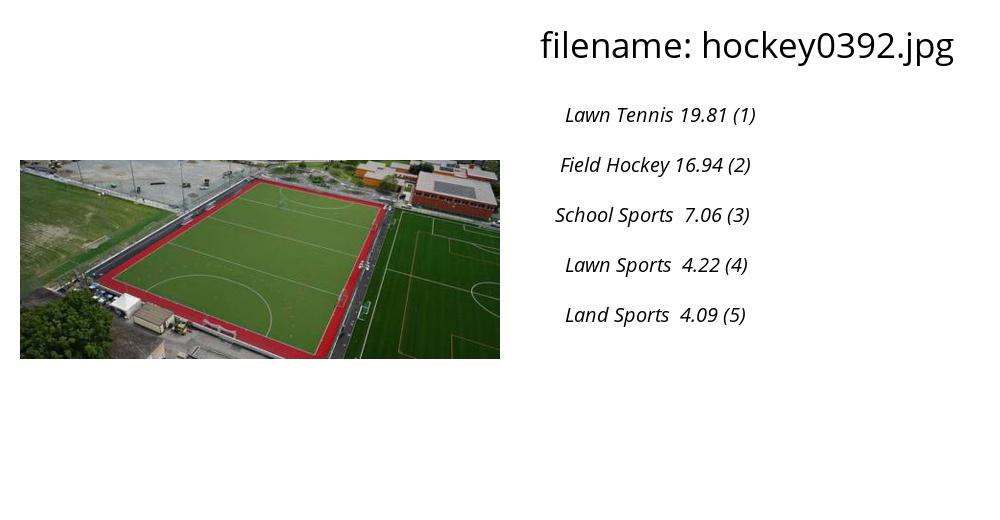 filename: hockey0392.jpg
Lawn Tennis 19.81 (1)
Field Hockey 16.94 (2)
School Sports 7.06 (3)
Lawn Sports 4.22 (4)
Land Sports 4.09 (5)